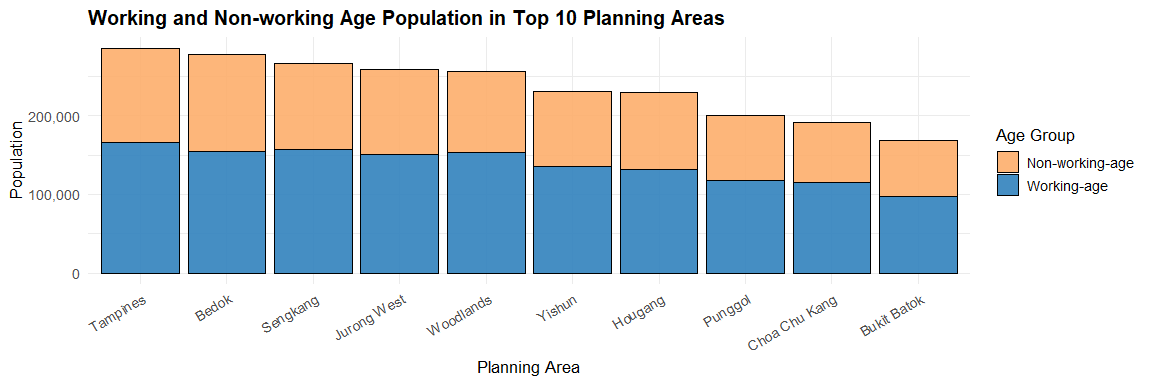 Working and Non-working Age Population in Top 10 Planning Areas
Population
200,000
100,000
0
Tampines
Bedok
Sengkang
Jurong West
Woodlands
Yishun
Hougang
Punggol
Choa Chu Kang
Bukit Batok
Planning Area
Age Group
Non-working-age
Working-age